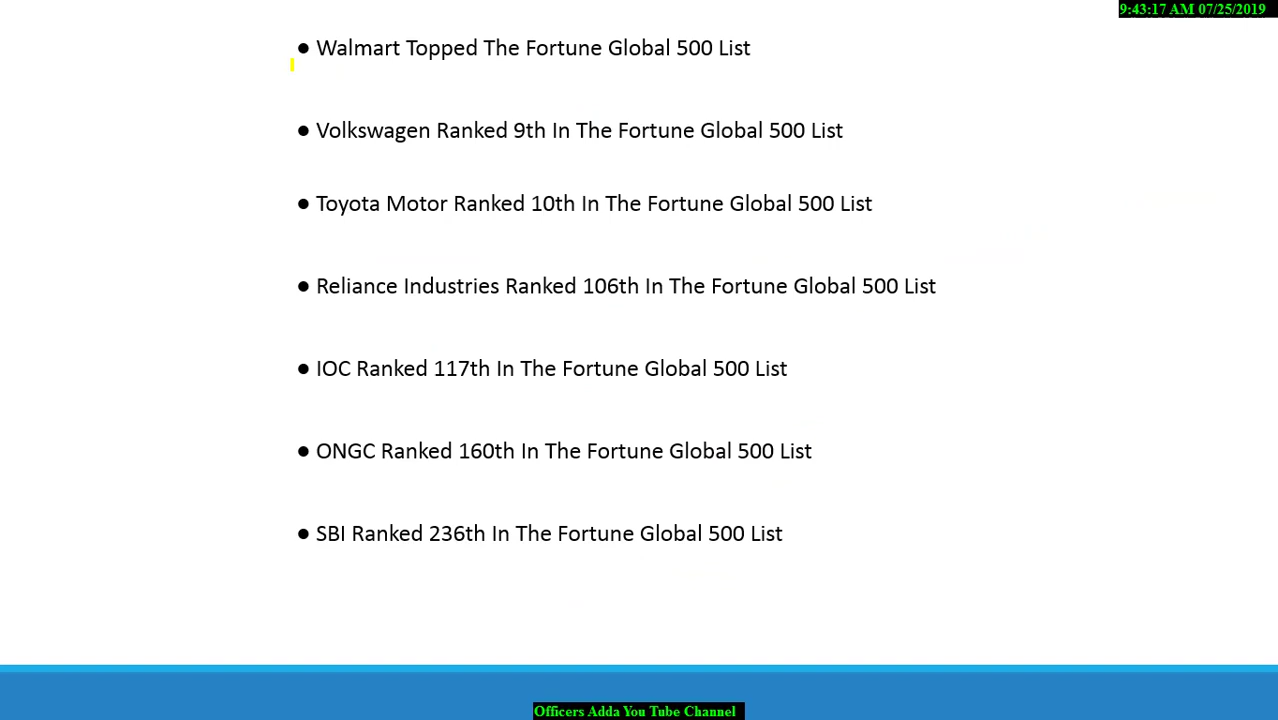 9:43:17 AM 07/25/2019
● Walmart Topped The Fortune Global 500 List
● Volkswagen Ranked 9th In The Fortune Global 500 List
● Toyota Motor Ranked 10th In The Fortune Global 500 List
● Reliance Industries Ranked 106th In The Fortune Global 500 List
● IOC Ranked 117th In The Fortune Global 500 List
● ONGC Ranked 160th In The Fortune Global 500 List
● SBI Ranked 236th In The Fortune Global 500 List
Officers Adda You Tube Channel